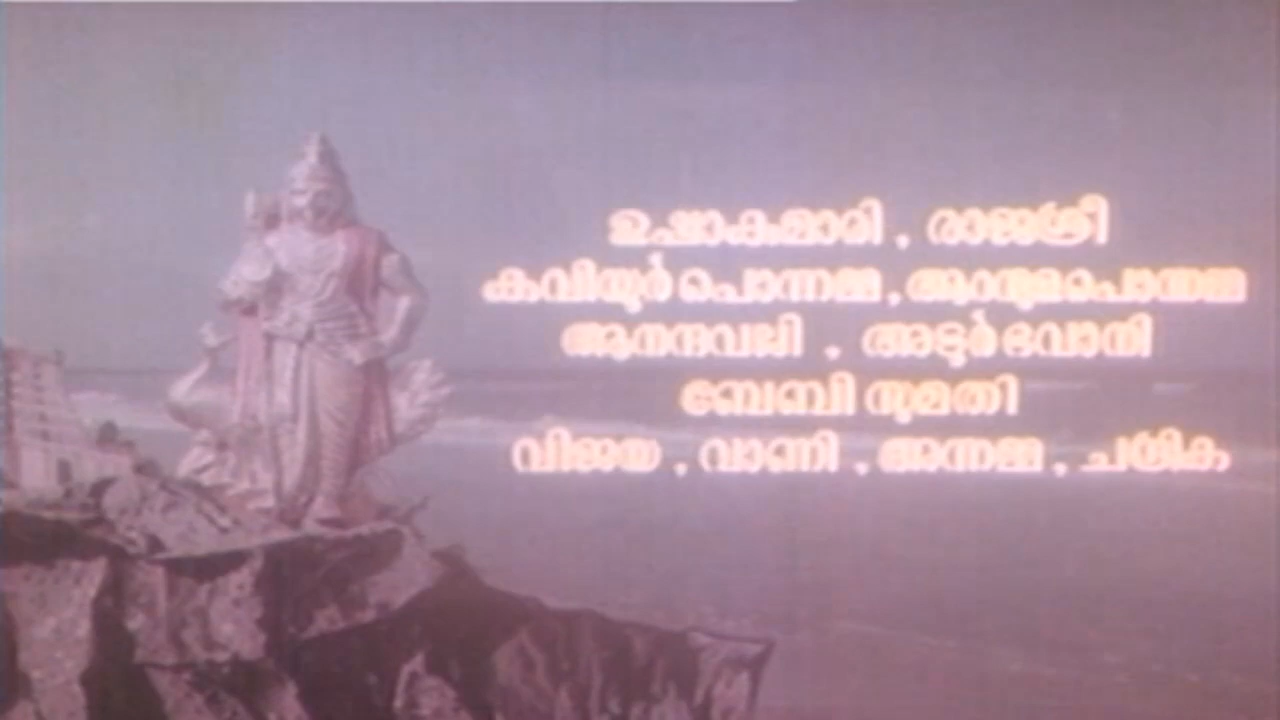 ഉഷാകുമാരി , രാജശ്രീ
കവിയൂർ പൊന്നമ്മ , ആറന്മുള പൊന്നമ്മ
ആനന്ദവല്ലി , അടൂർ ഭവാനി
ബേബി സുമതി
വിജയ , വാണി , അന്നമ്മ , ചന്ദ്രിക